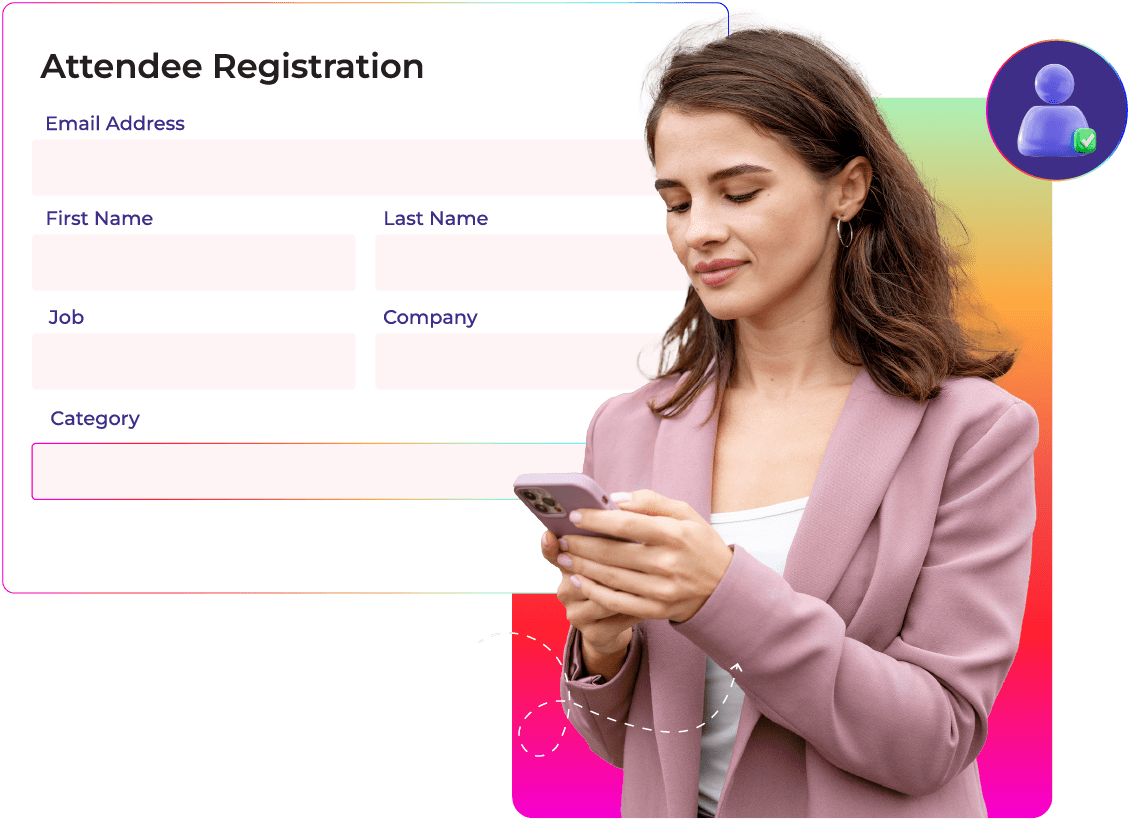 Attendee Registration
Email Address
First Name Last Name
Job Company
Category